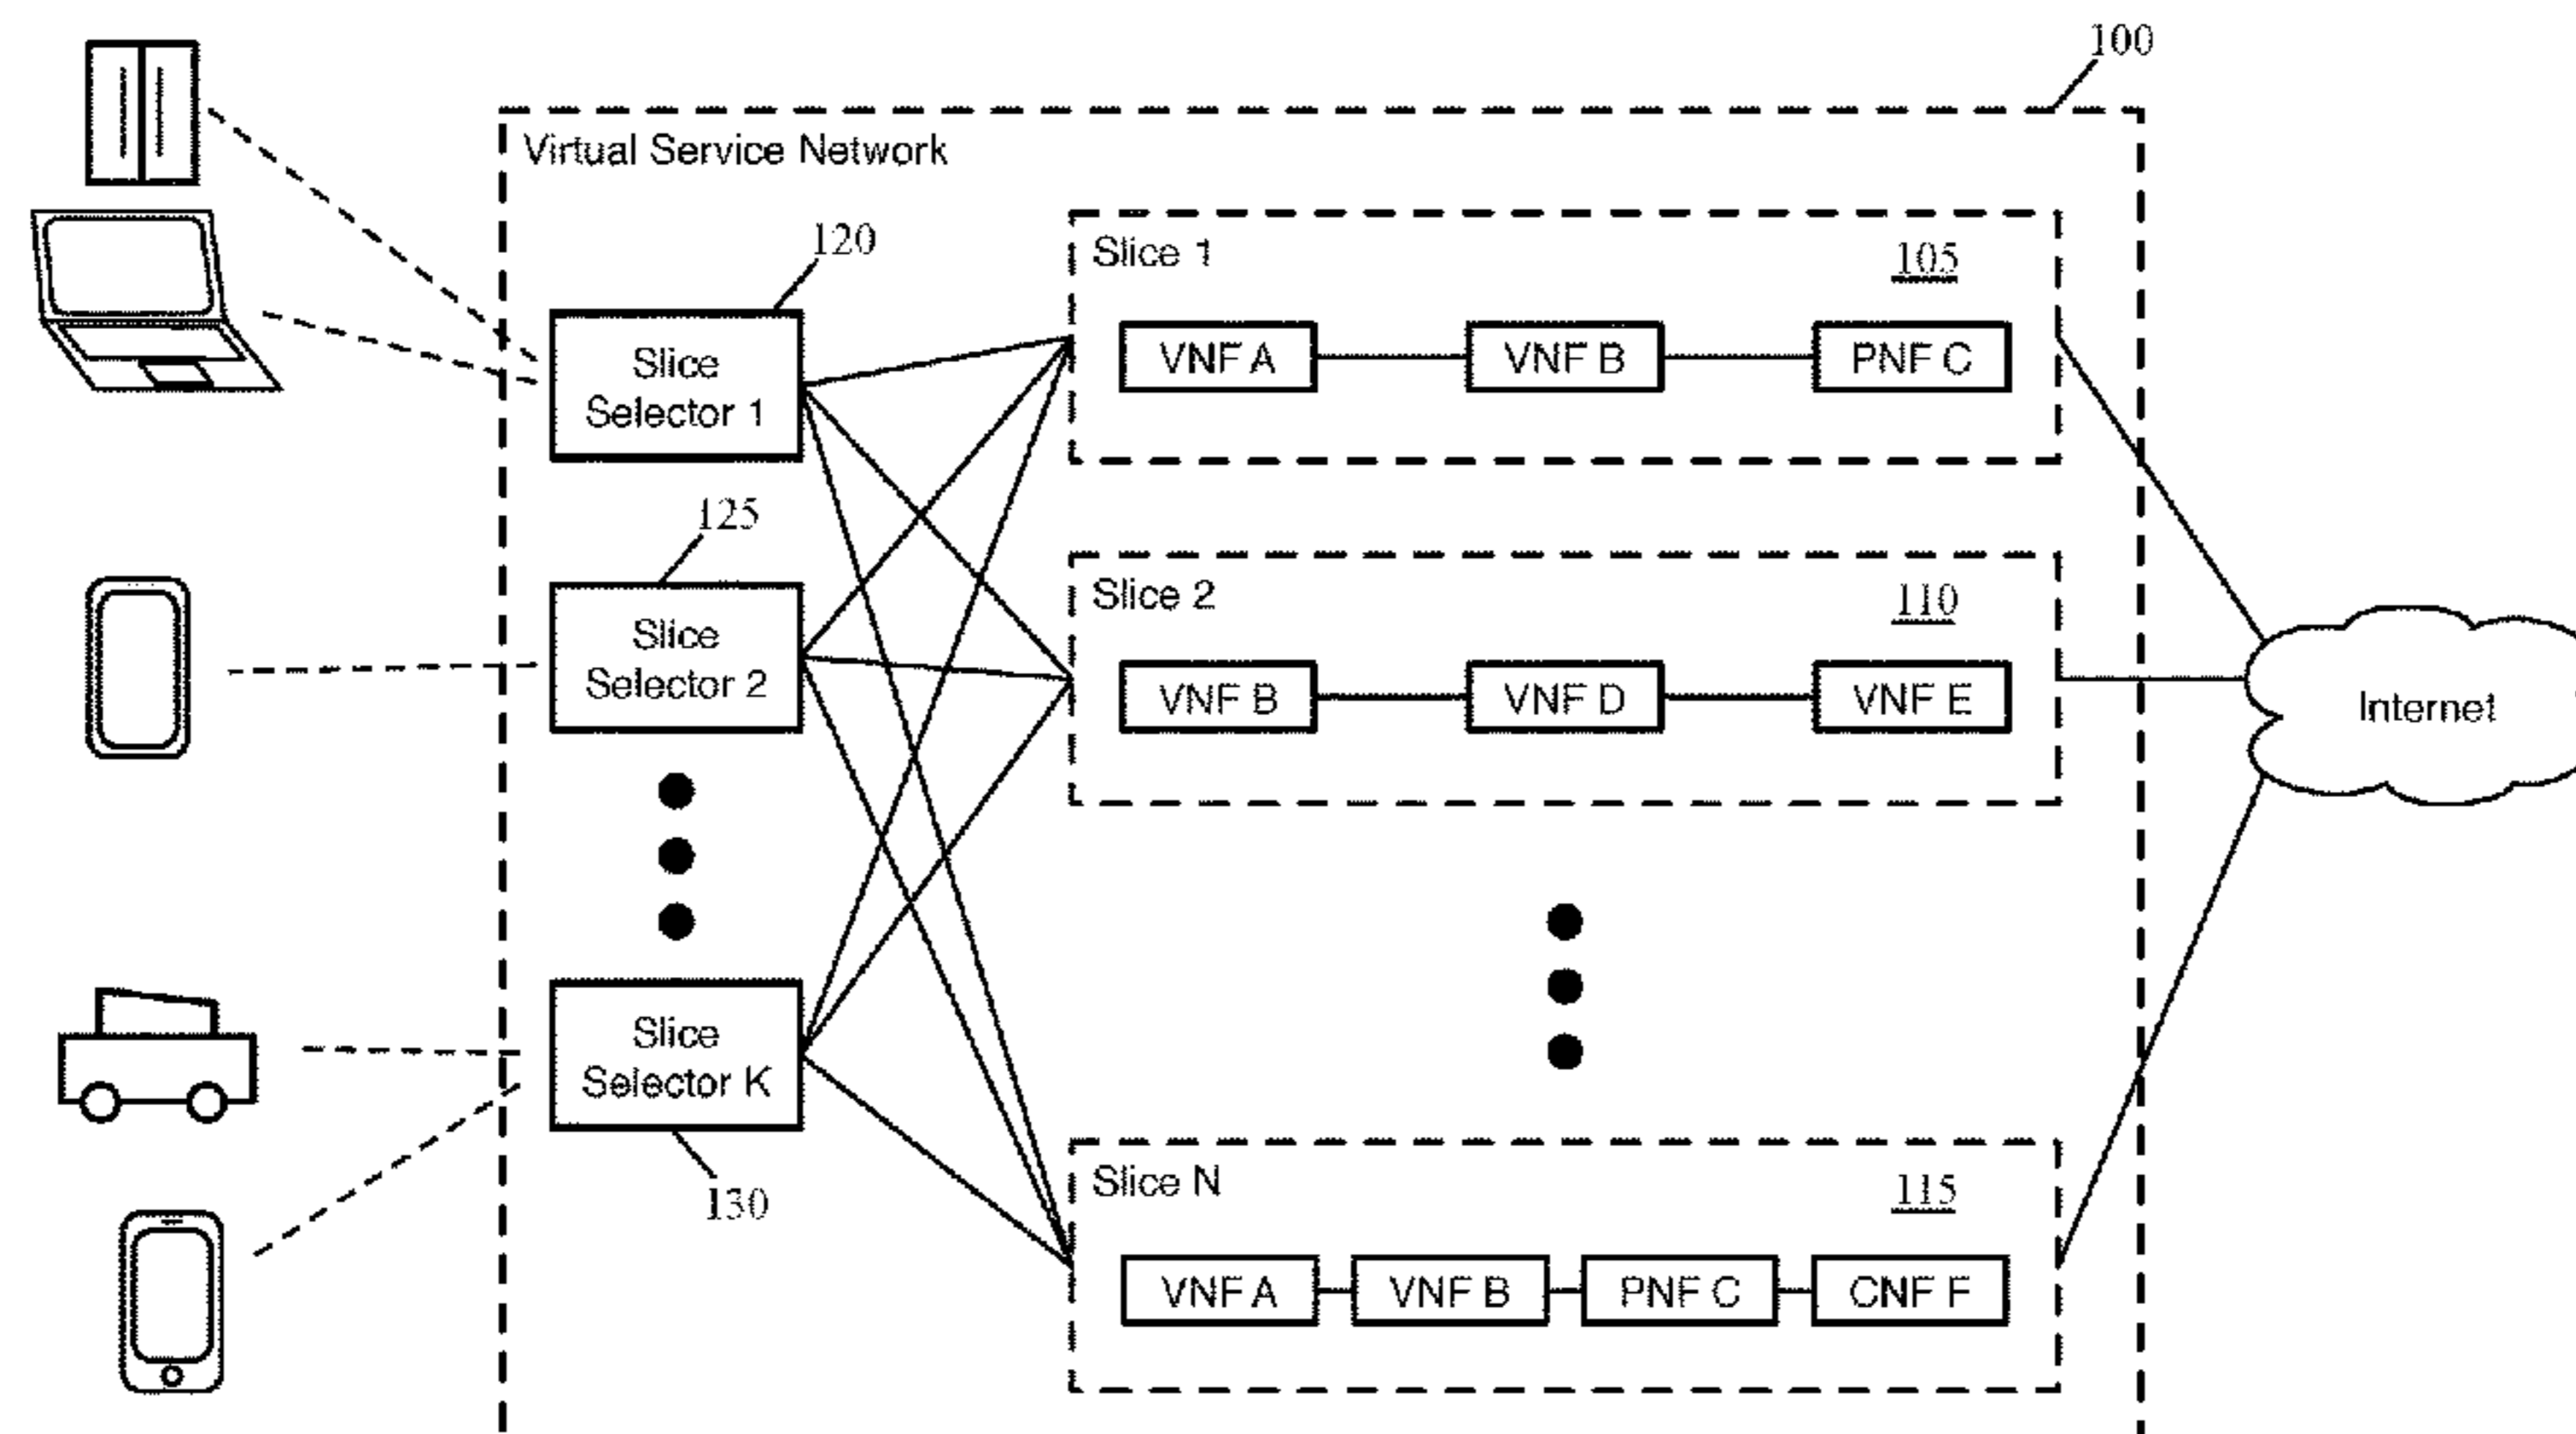 100
Virtual Service Network
120
Slice
Selector 1
Slice 1
105
VNF A
VNF B
PNF C
125
Slice
Selector 2
Slice 2
110
VNF B
VNF D
VNF E
Internet
Slice
Selector K
130
Slice N
115
VNF A
VNF B
PNF C
CNF F